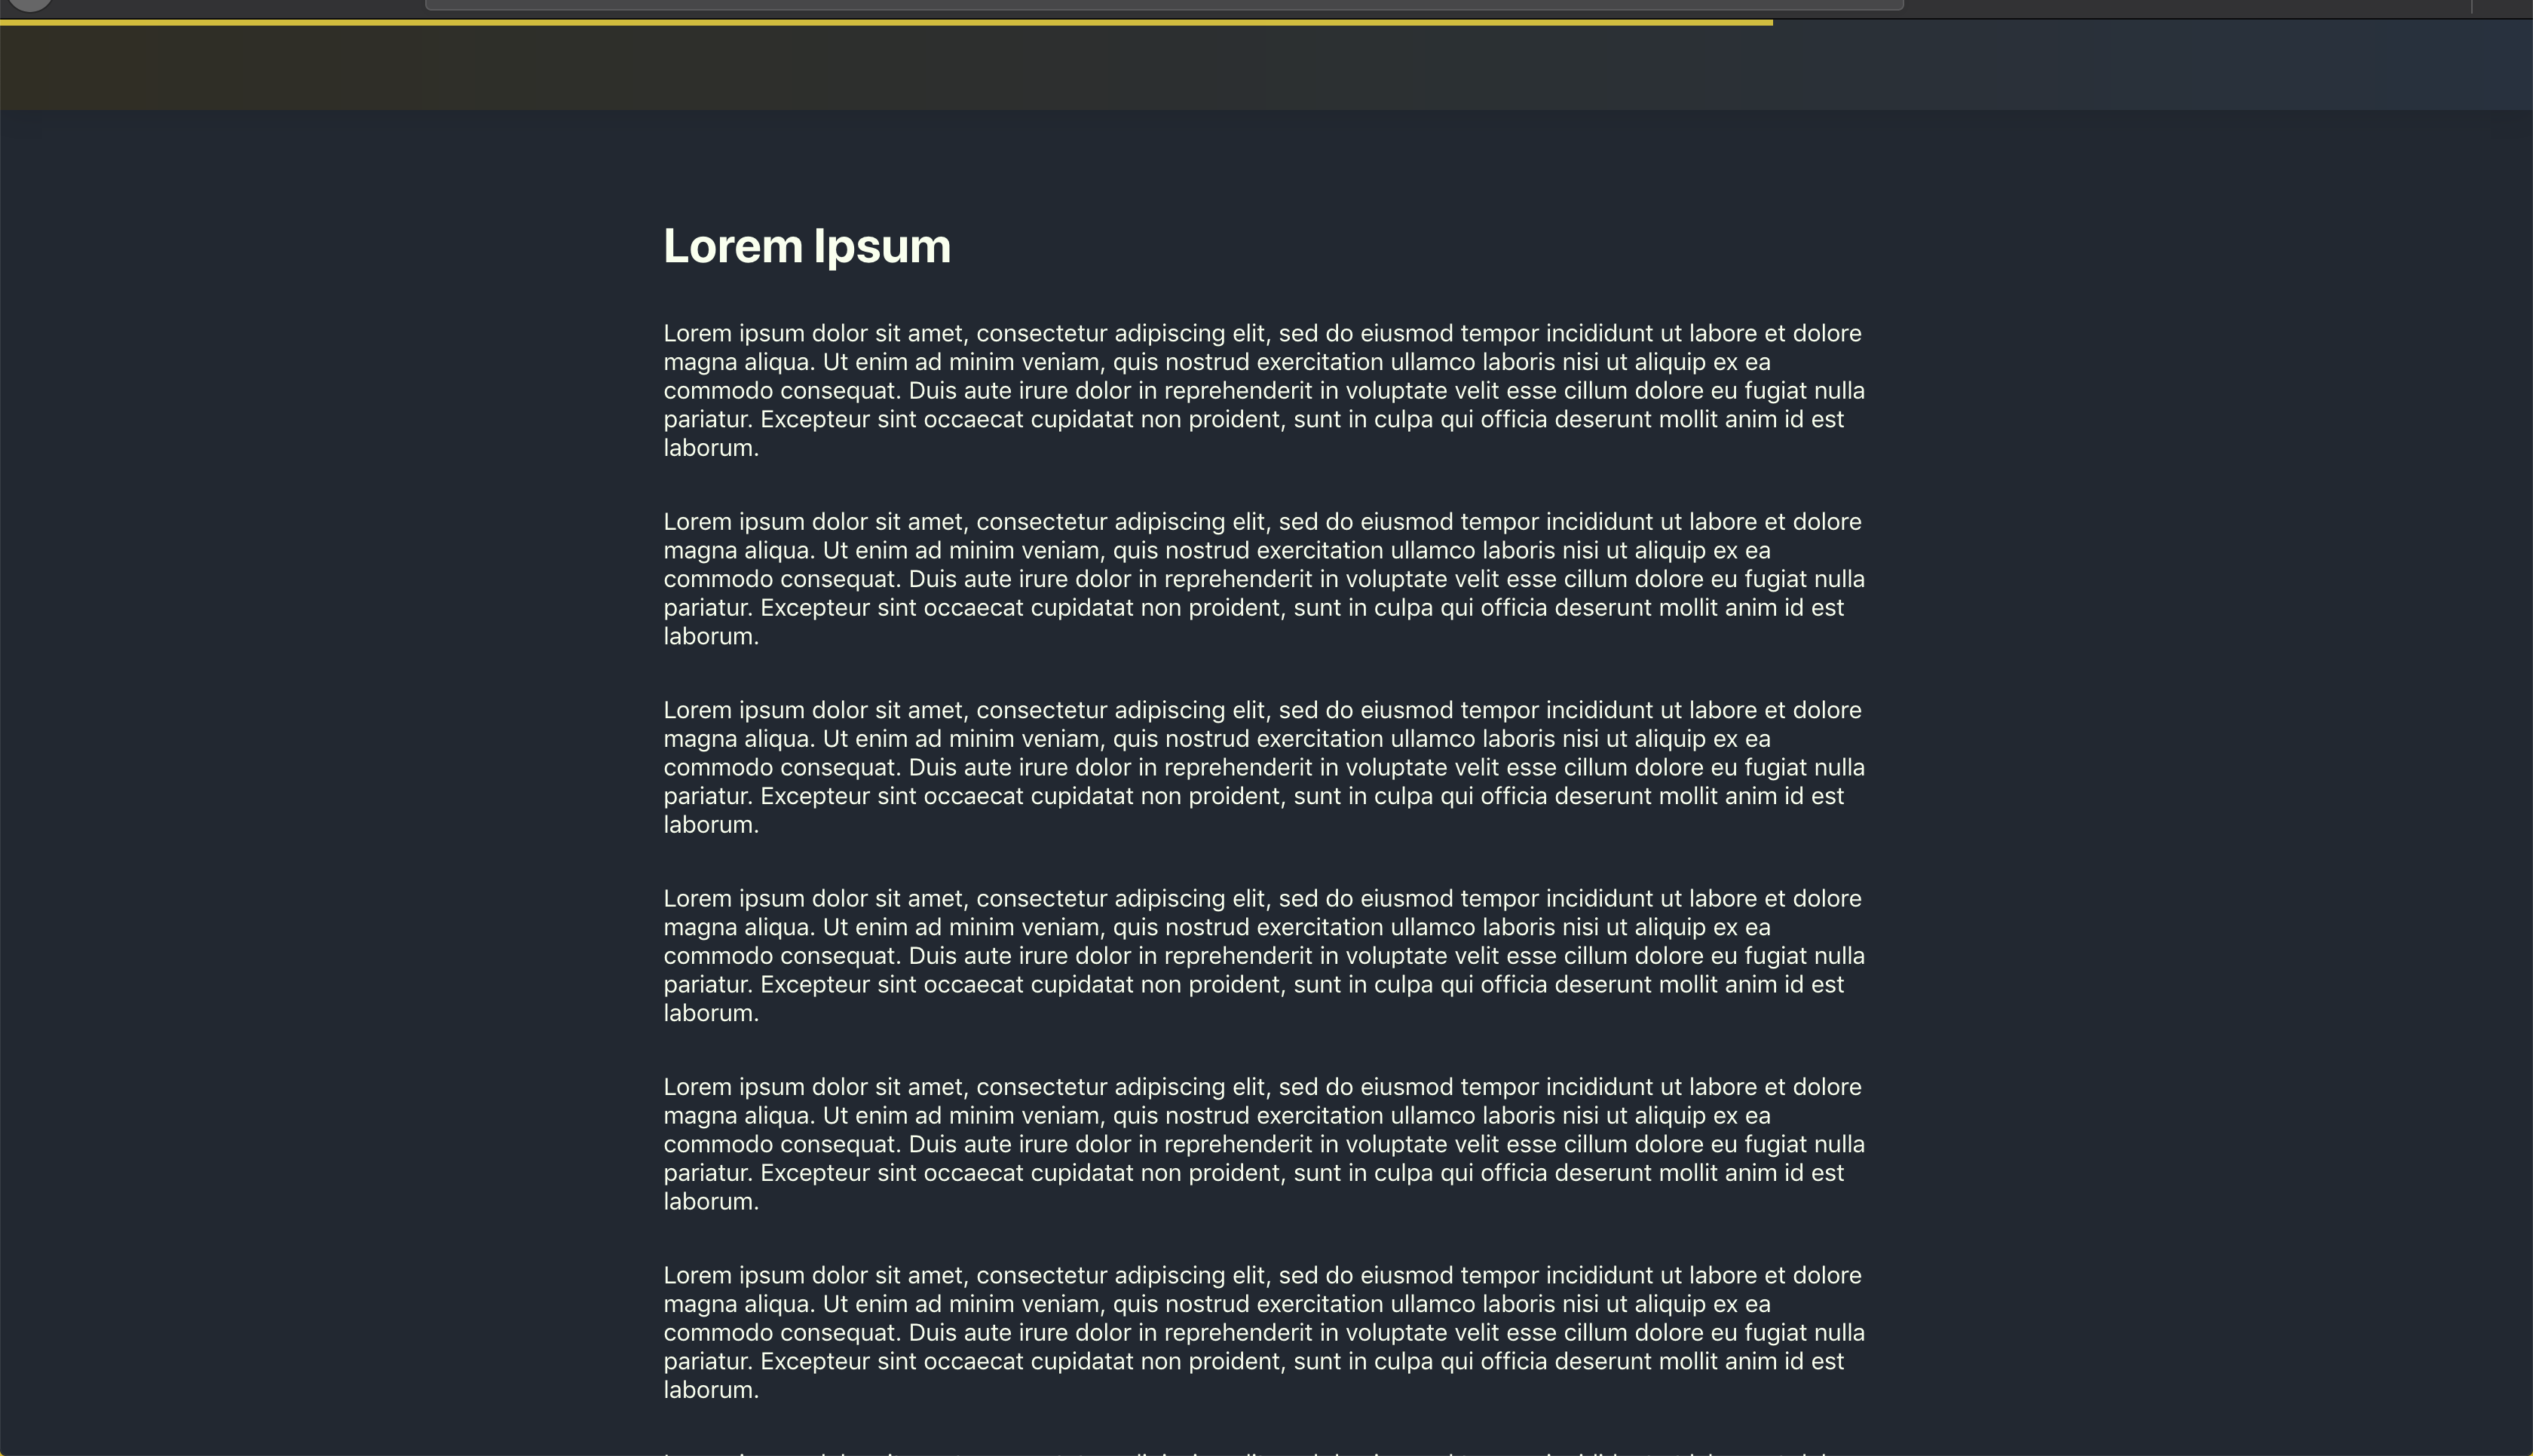 Lorem Ipsum
Lorem ipsum dolor sit amet, consectetur adipiscing elit, sed do eiusmod tempor incididunt ut labore et dolore
magna aliqua. Ut enim ad minim veniam, quis nostrud exercitation ullamco laboris nisi ut aliquip ex ea
commodo consequat. Duis aute irure dolor in reprehenderit in voluptate velit esse cillum dolore eu fugiat nulla
pariatur. Excepteur sint occaecat cupidatat non proident, sunt in culpa qui officia deserunt mollit anim id est
laborum.
Lorem ipsum dolor sit amet, consectetur adipiscing elit, sed do eiusmod tempor incididunt ut labore et dolore
magna aliqua. Ut enim ad minim veniam, quis nostrud exercitation ullamco laboris nisi ut aliquip ex ea
commodo consequat. Duis aute irure dolor in reprehenderit in voluptate velit esse cillum dolore eu fugiat nulla
pariatur. Excepteur sint occaecat cupidatat non proident, sunt in culpa qui officia deserunt mollit anim id est
laborum.
Lorem ipsum dolor sit amet, consectetur adipiscing elit, sed do eiusmod tempor incididunt ut labore et dolore
magna aliqua. Ut enim ad minim veniam, quis nostrud exercitation ullamco laboris nisi ut aliquip ex ea
commodo consequat. Duis aute irure dolor in reprehenderit in voluptate velit esse cillum dolore eu fugiat nulla
pariatur. Excepteur sint occaecat cupidatat non proident, sunt in culpa qui officia deserunt mollit anim id est
laborum.
Lorem ipsum dolor sit amet, consectetur adipiscing elit, sed do eiusmod tempor incididunt ut labore et dolore
magna aliqua. Ut enim ad minim veniam, quis nostrud exercitation ullamco laboris nisi ut aliquip ex ea
commodo consequat. Duis aute irure dolor in reprehenderit in voluptate velit esse cillum dolore eu fugiat nulla
pariatur. Excepteur sint occaecat cupidatat non proident, sunt in culpa qui officia deserunt mollit anim id est
laborum.
Lorem ipsum dolor sit amet, consectetur adipiscing elit, sed do eiusmod tempor incididunt ut labore et dolore
magna aliqua. Ut enim ad minim veniam, quis nostrud exercitation ullamco laboris nisi ut aliquip ex ea
commodo consequat. Duis aute irure dolor in reprehenderit in voluptate velit esse cillum dolore eu fugiat nulla
pariatur. Excepteur sint occaecat cupidatat non proident, sunt in culpa qui officia deserunt mollit anim id est
laborum.
Lorem ipsum dolor sit amet, consectetur adipiscing elit, sed do eiusmod tempor incididunt ut labore et dolore
magna aliqua. Ut enim ad minim veniam, quis nostrud exercitation ullamco laboris nisi ut aliquip ex ea
commodo consequat. Duis aute irure dolor in reprehenderit in voluptate velit esse cillum dolore eu fugiat nulla
pariatur. Excepteur sint occaecat cupidatat non proident, sunt in culpa qui officia deserunt mollit anim id est
laborum.